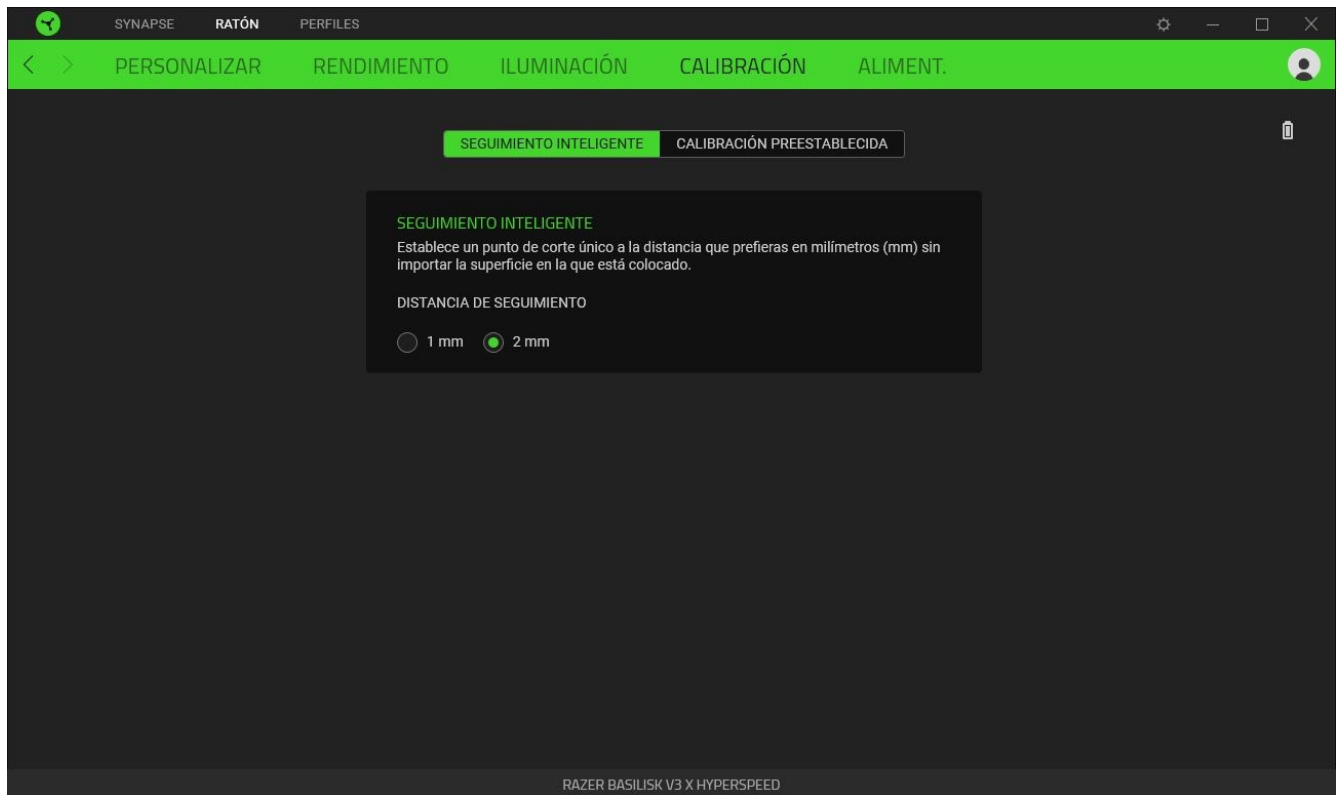 SYNAPSE RATÓN PERFILES
PERSONALIZAR RENDIMIENTO ILUMINACIÓN CALIBRACIÓN ALIMENT.
SEGUIMIENTO INTELIGENTE CALIBRACIÓN PREESTABLECIDA
SEGUIMIENTO INTELIGENTE
Establece un punto de corte único a la distancia que prefieras en milímetros (mm) sin
importar la superficie en la que está colocado.
DISTANCIA DE SEGUIMIENTO
1 mm 2 mm
RAZER BASILISK V3 X HYPERSPEED